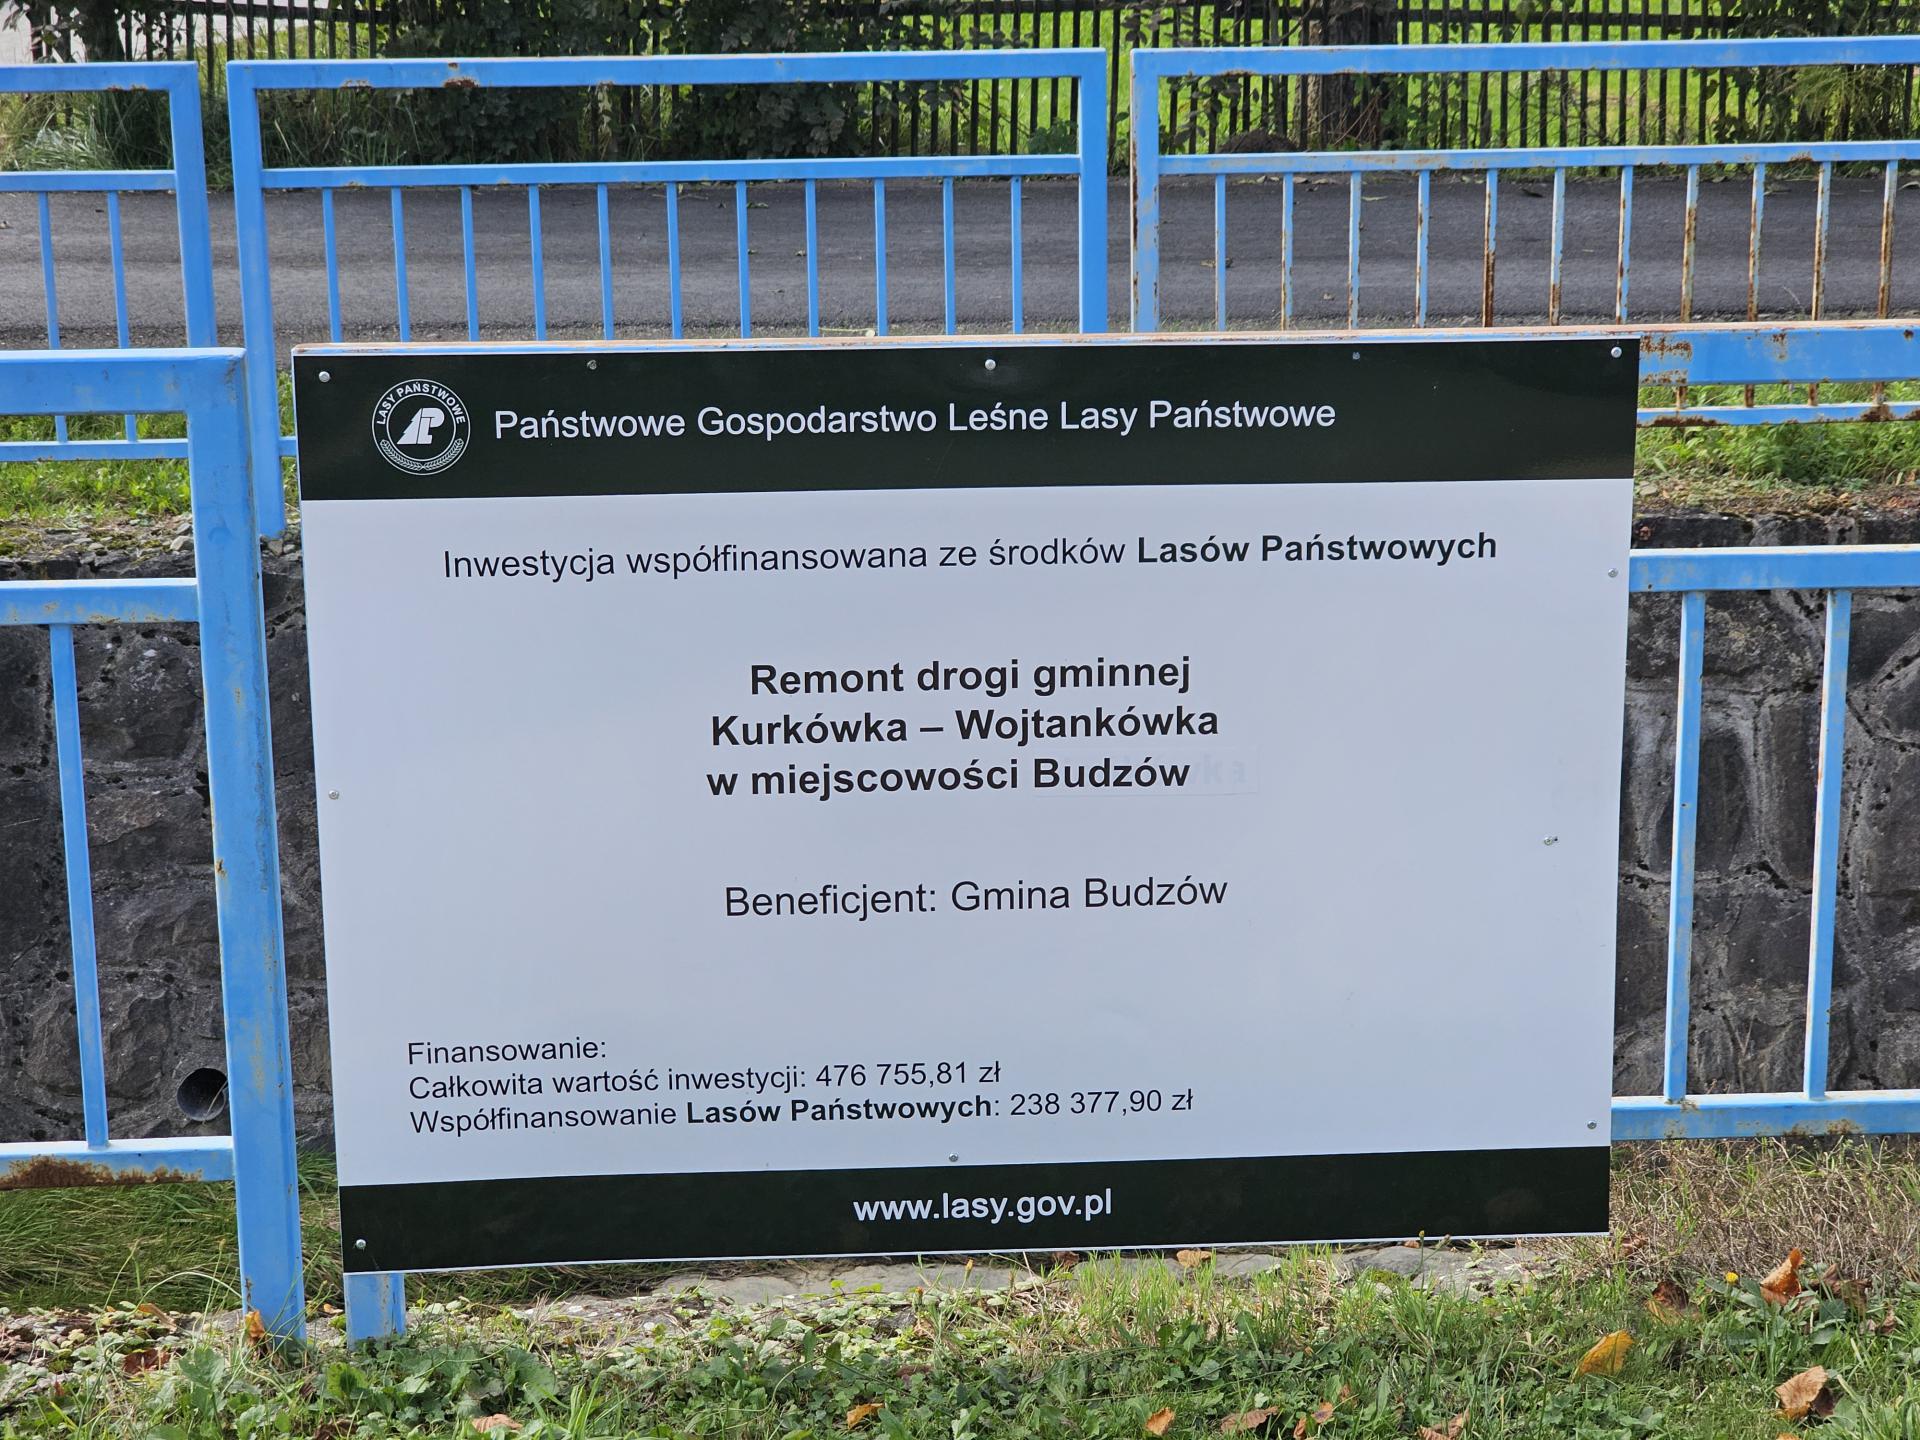 LASY PAŃSTWOWE
Państwowe Gospodarstwo Leśne Lasy Państwowe
Inwestycja współfinansowana ze środków Lasów Państwowych
Remont drogi gminnej
Kurkówka – Wojtankówka
w miejscowości Budzów
Beneficjent: Gmina Budzów
Finansowanie:
Całkowita wartość inwestycji: 476 755,81 zł
Współfinansowanie Lasów Państwowych: 238 377,90 zł
www.lasy.gov.pl